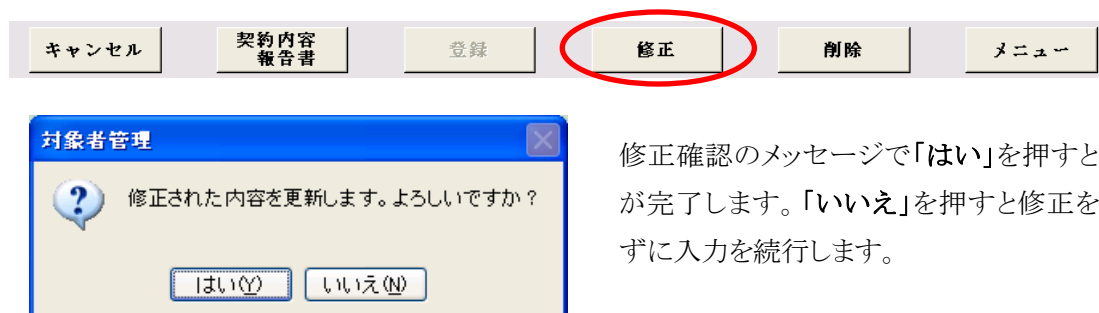 キャンセル
契約内容
報告書
登録
修正
削除
メニュー
対象者管理
修正された内容を更新します。よろしいですか？
はい(Y)
いいえ(N)
修正確認のメッセージで「はい」を押すと
が完了します。「いいえ」を押すと修正を
ずに入力を続行します。